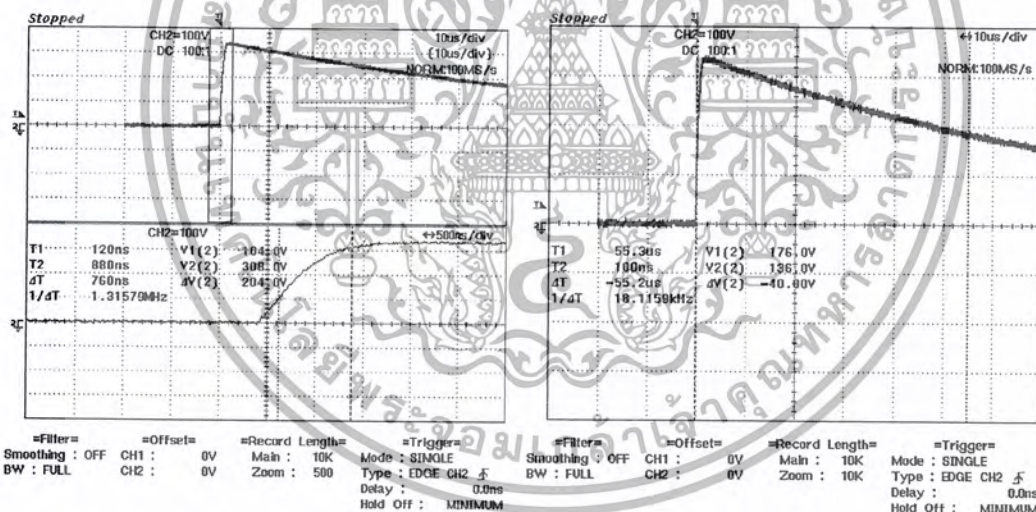 Stopped
CH2=100V
DC 100:1
10us/div
(10us/div)
NORM:100MS/s
CH2=100V
↔500ns/div
T1 120ns V1(2) 104.0V
T2 880ns V2(2) 308.0V
ΔT 760ns ΔV(2) 204.0V
1/ΔT 1.31579MHz
=Filter= =Offset= =Record Length= =Trigger=
Smoothing : OFF CH1 : 0V Main : 10K Mode : SINGLE
BW : FULL CH2 : 0V Zoom : 500 Type : EDGE CH2
Delay : 0.0ns
Hold Off : MINIMUM
Stopped
CH2=100V
DC 100:1
↔10us/div
NORM:100MS/s
T1 55.3us V1(2) 176.0V
T2 100ns V2(2) 136.0V
ΔT -55.2us ΔV(2) -40.00V
1/ΔT 18.1159kHz
=Filter= =Offset= =Record Length= =Trigger=
Smoothing : OFF CH1 : 0V Main : 10K Mode : SINGLE
BW : FULL CH2 : 0V Zoom : 10K Type : EDGE CH2
Delay : 0.0ns
Hold Off : MINIMUM